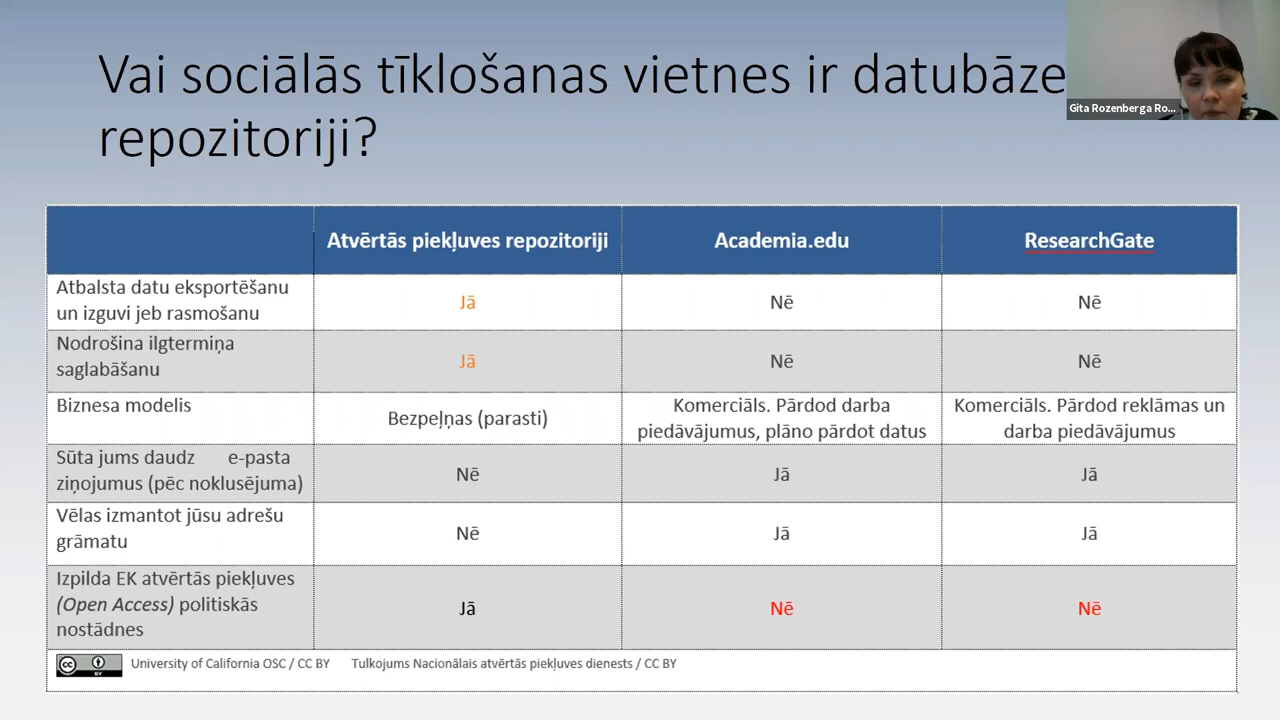 Vai sociālās tīklošanas vietnes ir datubāze
repozitoriji?
Gita Rozenberga Ro...
Atvērtās piekļuves repozitoriji
Academia.edu
ResearchGate
Atbalsta datu eksportēšanu
un izguvi jeb rasmošanu
Jā
Nē
Nē
Nodrošina ilgtermiņa
saglabāšanu
Jā
Nē
Nē
Biznesa modelis
Bezpeļņas (parasti)
Komerciāls. Pārdod darba
piedāvājumus, plāno pārdot datus
Komerciāls. Pārdod reklāmas un
darba piedāvājumus
Sūta jums daudz e-pasta
ziņojumus (pēc noklusējuma)
Nē
Jā
Jā
Vēlas izmantot jūsu adrešu
grāmatu
Nē
Jā
Jā
Izpilda EK atvērtās piekļuves
(Open Access) politiskās
nostādnes
Jā
Nē
Nē
cc BY
University of California OSC / CC BY Tulkojums Nacionālais atvērtās piekļuves dienests / CC BY